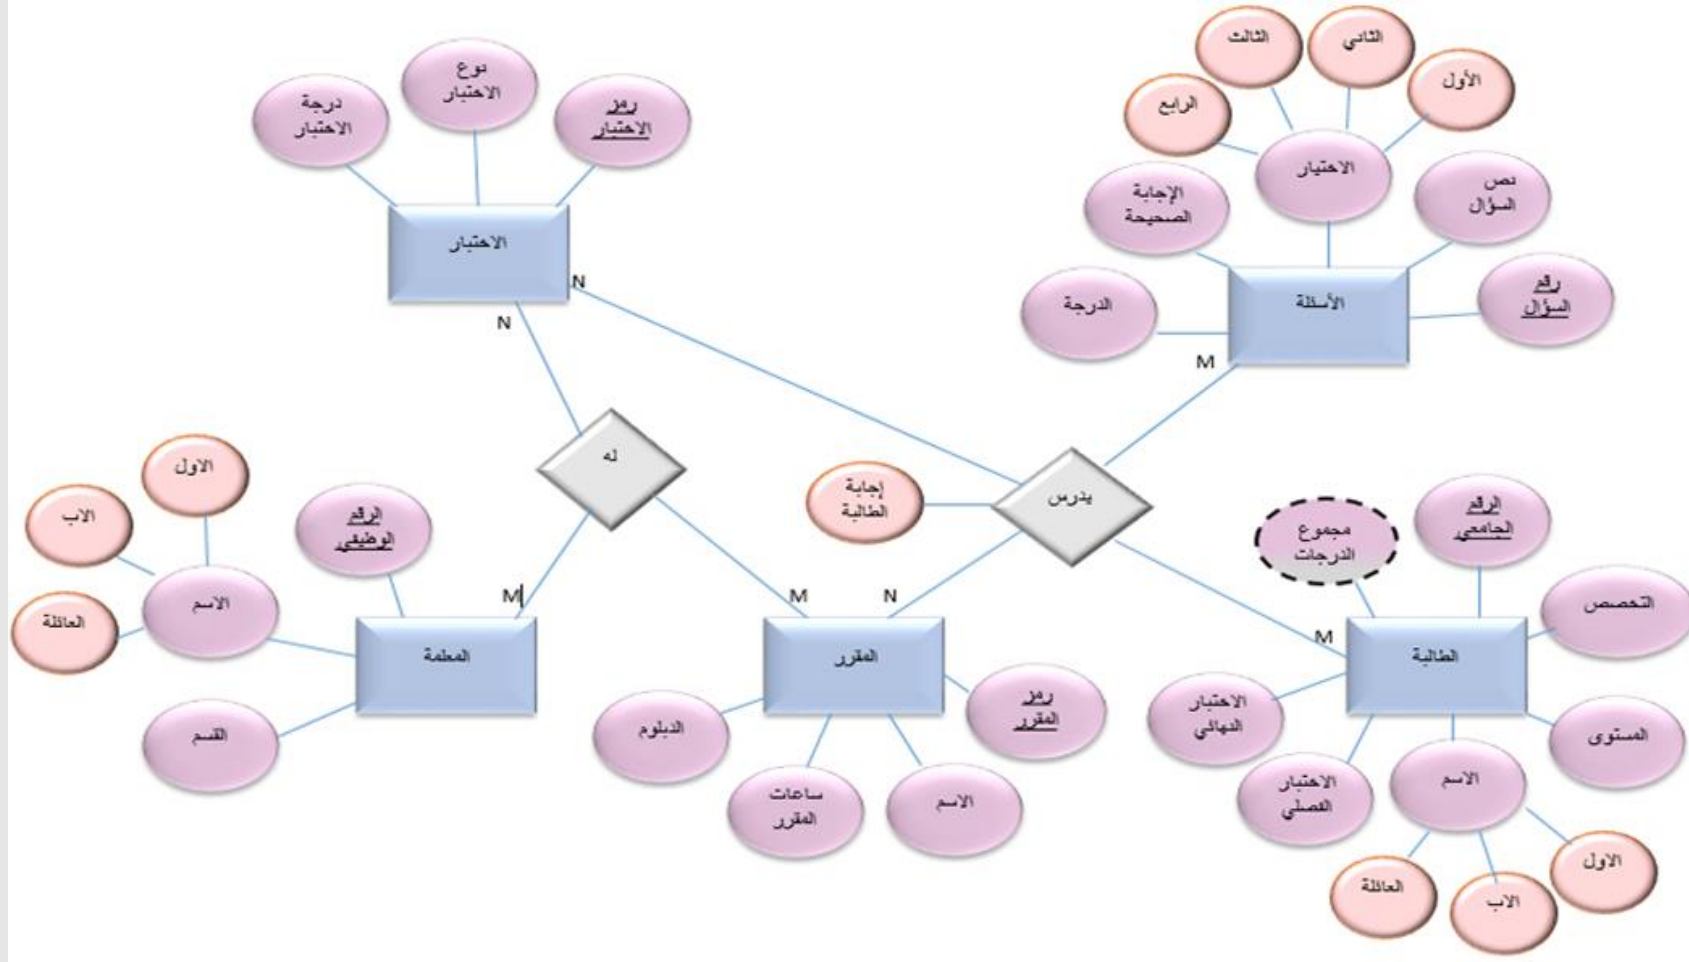 الثالث
الثاني
الأول
الرابع
الاختيار
نص
السؤال
الإجابة
الصحيحة
رقم
السؤال
الدرجة
الأسئلة
M
رمز
الاختبار
نوع
الاختبار
درجة
الاختبار
الاختبار
N
N
له
يدرس
إجابة
الطالبة
الاول
الاب
العائلة
الاسم
الرقم
الوظيفي
القسم
المعلمة
M
M
N
M
المقرر
رمز
المقرر
الاسم
ساعات
المقرر
الدبلوم
الطالبة
مجموع
الدرجات
الرقم
الجامعي
التخصص
المستوى
الاسم
الاول
الاب
العائلة
الاختبار
الفصلي
الاختبار
النهائي